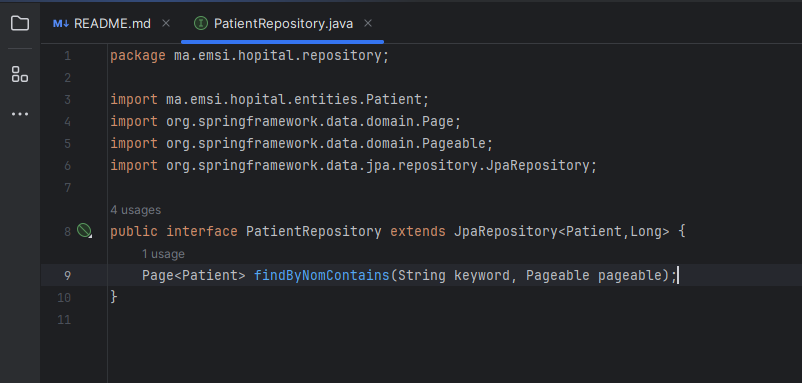 M↓ README.md × PatientRepository.java ×
1 package ma.emsi.hopital.repository;
2
3 import ma.emsi.hopital.entities.Patient;
4 import org.springframework.data.domain.Page;
5 import org.springframework.data.domain.Pageable;
6 import org.springframework.data.jpa.repository.JpaRepository;
7
4 usages
8 public interface PatientRepository extends JpaRepository<Patient,Long> {
1 usage
9 Page<Patient> findByNomContains(String keyword, Pageable pageable);
10 }
11